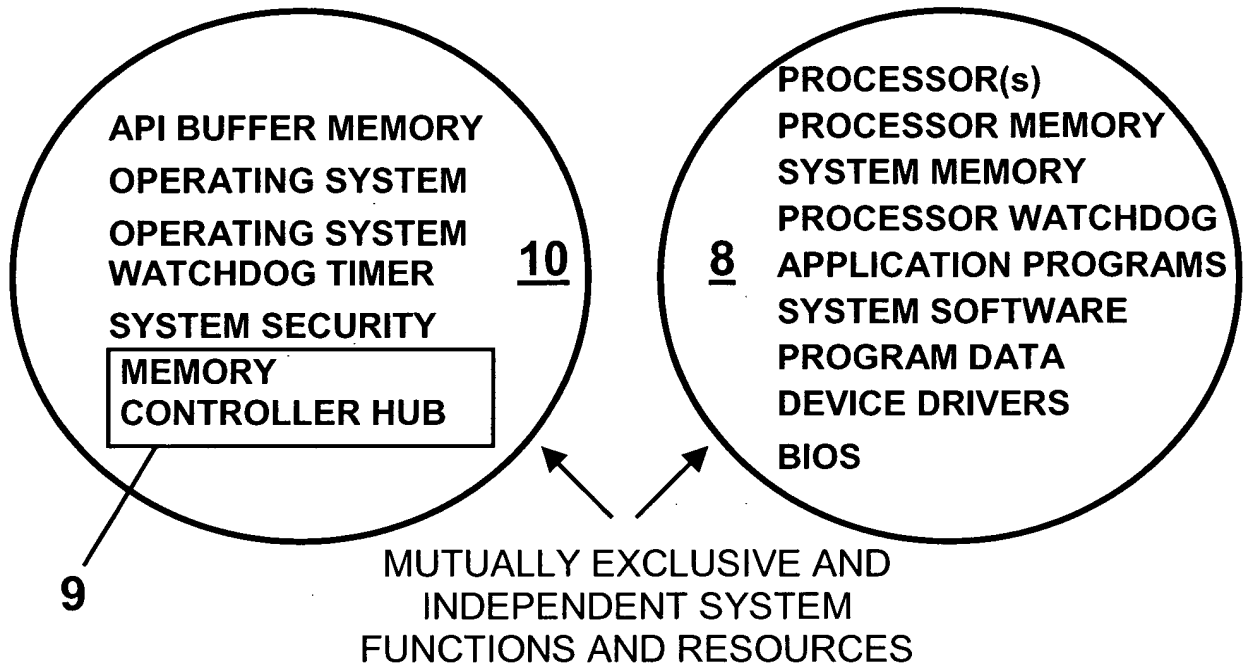 API BUFFER MEMORY
OPERATING SYSTEM
OPERATING SYSTEM
WATCHDOG TIMER
SYSTEM SECURITY
MEMORY
CONTROLLER HUB
10
9
8
PROCESSOR(s)
PROCESSOR MEMORY
SYSTEM MEMORY
PROCESSOR WATCHDOG
APPLICATION PROGRAMS
SYSTEM SOFTWARE
PROGRAM DATA
DEVICE DRIVERS
BIOS
MUTUALLY EXCLUSIVE AND
INDEPENDENT SYSTEM
FUNCTIONS AND RESOURCES